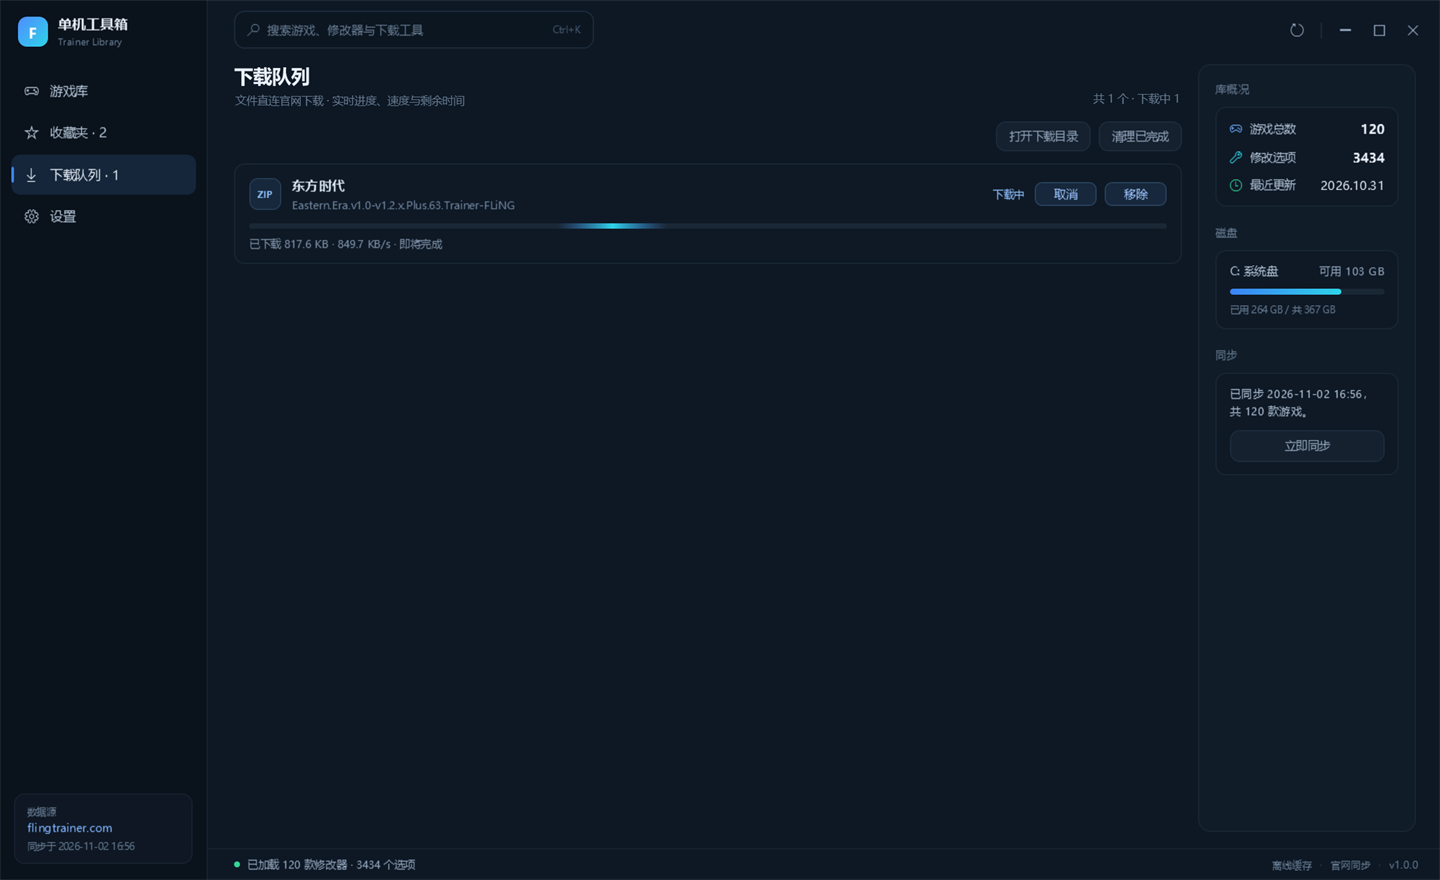 F
单机工具箱
Trainer Library
游戏库
收藏夹 · 2
下载队列 · 1
设置
数据源
flingtrainer.com
同步于 2026-11-02 16:56
搜索游戏、修改器与下载工具
Ctrl+K
下载队列
文件直连官网下载 · 实时进度、速度与剩余时间
共 1 个 · 下载中 1
打开下载目录
清理已完成
ZIP
东方时代
Eastern.Era.v1.0-v1.2.x.Plus.63.Trainer-FLiNG
下载中
取消
移除
已下载 817.6 KB · 849.7 KB/s · 即将完成
库概况
游戏总数 120
修改选项 3434
最近更新 2026.10.31
磁盘
C: 系统盘 可用 103 GB
已用 264 GB / 共 367 GB
同步
已同步 2026-11-02 16:56，
共 120 款游戏。
立即同步
已加载 120 款修改器 · 3434 个选项
离线缓存 · 官网同步 · v1.0.0